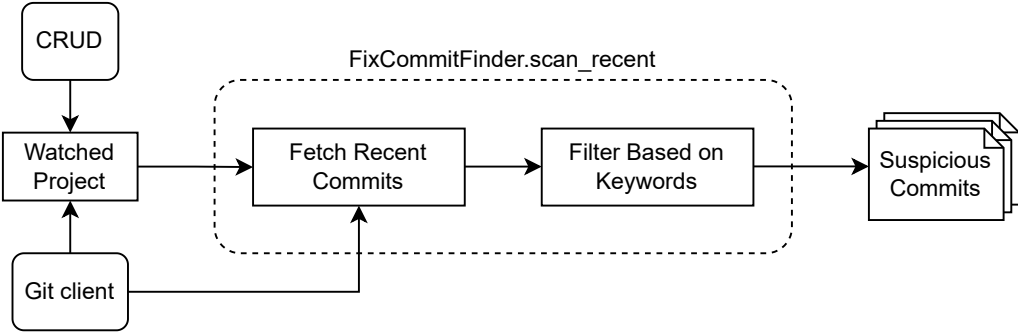 CRUD
FixCommitFinder.scan_recent
Watched
Project
Fetch Recent
Commits
Filter Based on
Keywords
Suspicious
Commits
Git client